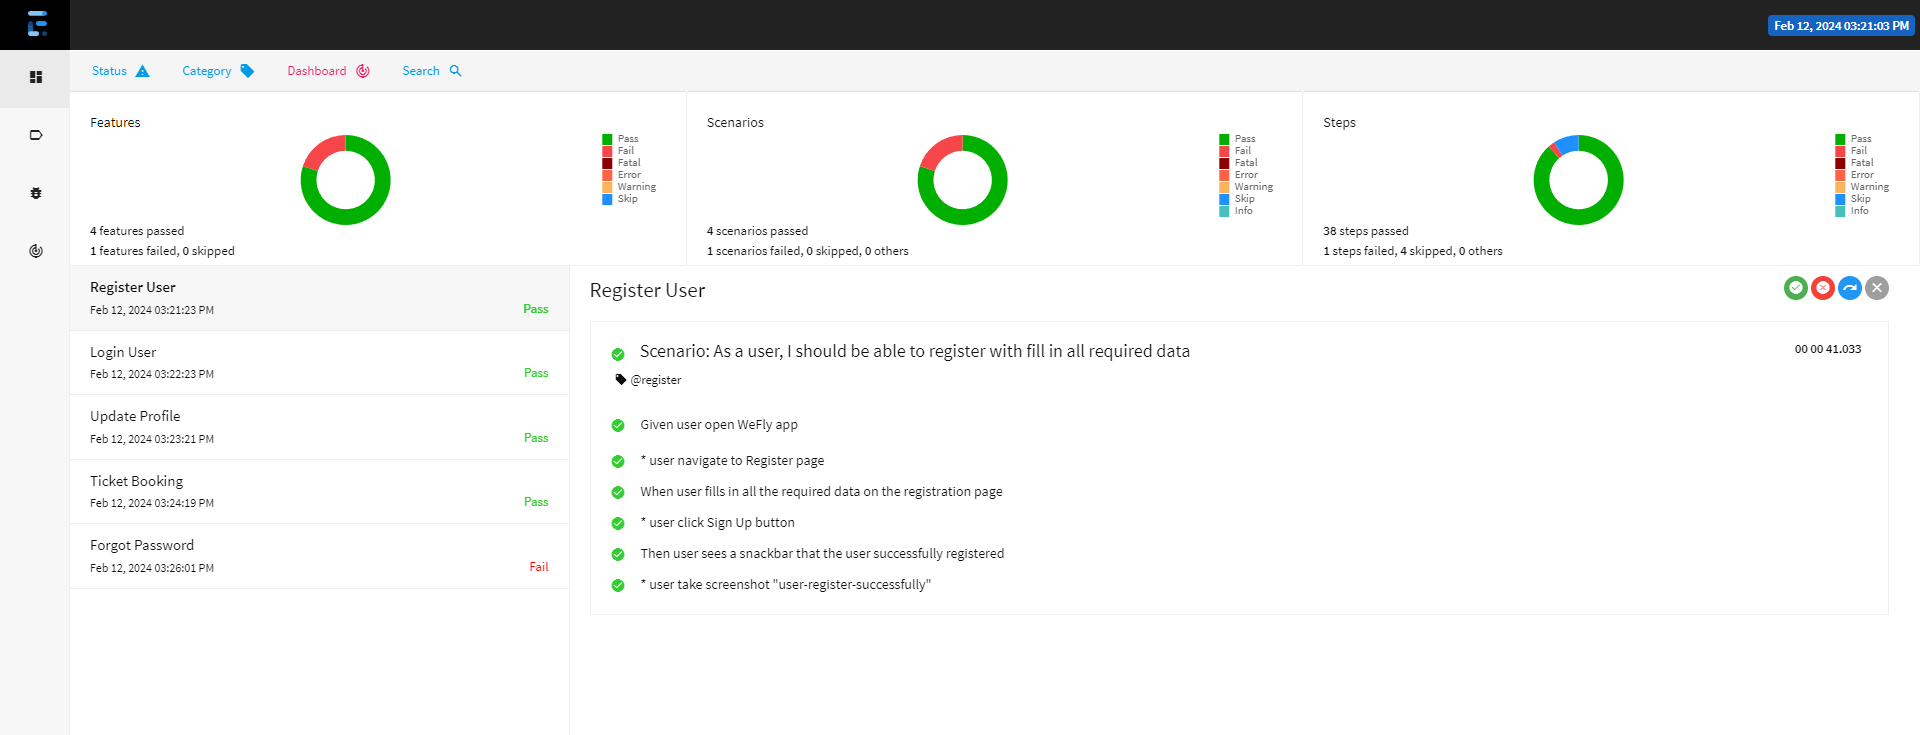 Feb 12, 2024 03:21:03 PM
Status
Category
Dashboard
Search
Features
Pass
Fail
Fatal
Error
Warning
Skip
4 features passed
1 features failed, 0 skipped
Scenarios
Pass
Fail
Fatal
Error
Warning
Skip
Info
4 scenarios passed
1 scenarios failed, 0 skipped, 0 others
Steps
Pass
Fail
Fatal
Error
Warning
Skip
Info
38 steps passed
1 steps failed, 4 skipped, 0 others
Register User
Feb 12, 2024 03:21:23 PM
Pass
Login User
Feb 12, 2024 03:22:23 PM
Pass
Update Profile
Feb 12, 2024 03:23:21 PM
Pass
Ticket Booking
Feb 12, 2024 03:24:19 PM
Pass
Forgot Password
Feb 12, 2024 03:26:01 PM
Fail
Register User
Scenario: As a user, I should be able to register with fill in all required data
00 00 41.033
@register
Given user open WeFly app
* user navigate to Register page
When user fills in all the required data on the registration page
* user click Sign Up button
Then user sees a snackbar that the user successfully registered
* user take screenshot "user-register-successfully"